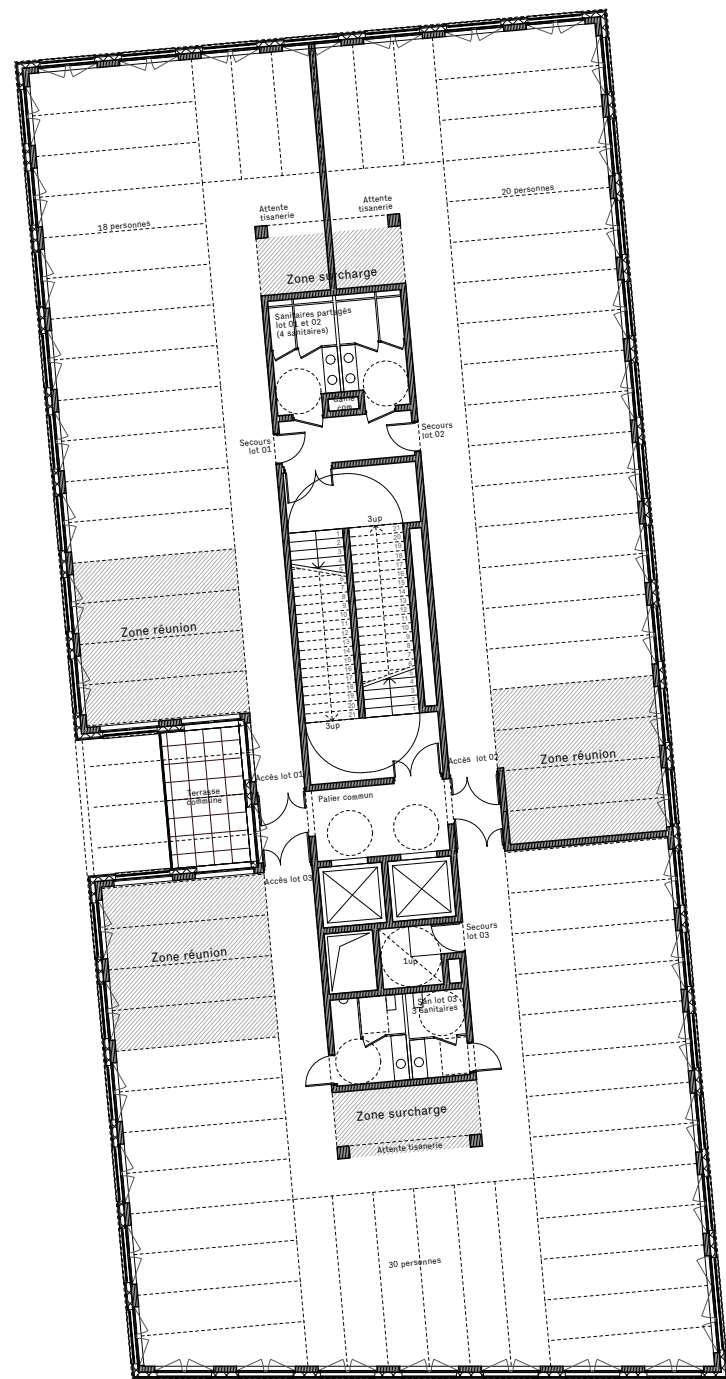 20 personnes
18 personnes
Attente
tisanerie
Attente
tisanerie
Zone surcharge
Sanitaires partagés
lot 01 et 02
(4 sanitaires)
Secours
lot 01
Secours
lot 02
3up
Zone réunion
3up
Zone réunion
Accès lot 01
Accès lot 02
Terrasse
commune
Palier commun
Accès lot 03
Zone réunion
Secours
lot 03
1up
San lot 03
3 sanitaires
Zone surcharge
Attente tisanerie
30 personnes